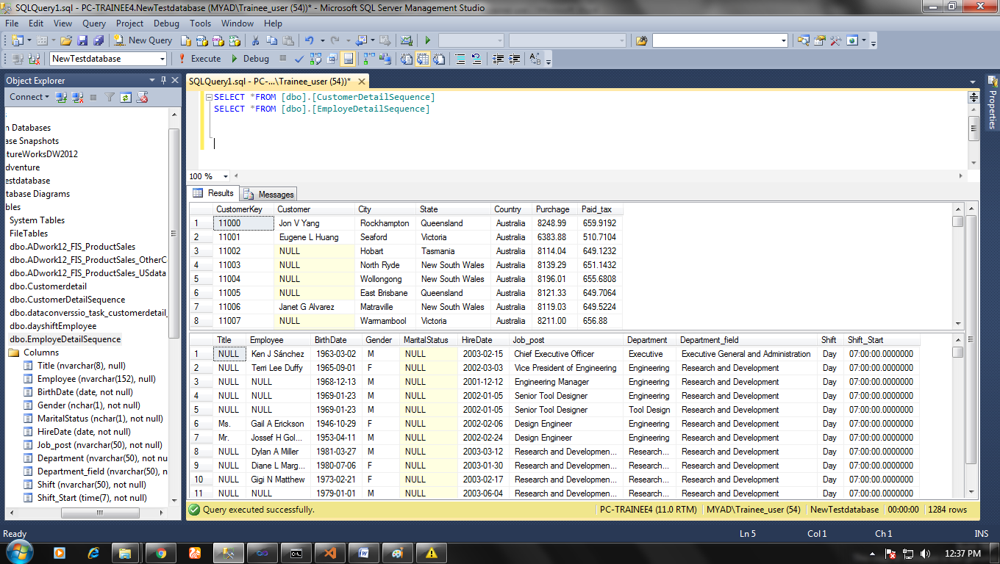 SQLQuery1.sql - PC-TRAINEE4.NewTestdatabase (MYAD\Trainee_user (54))* - Microsoft SQL Server Management Studio
File Edit View Query Project Debug Tools Window Help
New Query
NewTestdatabase Execute Debug
Object Explorer
Connect
n Databases
ase Snapshots
tureWorksDW2012
dventure
estdatabase
tabase Diagrams
bles
System Tables
FileTables
dbo.ADwork12_FIS_ProductSales
dbo.ADwork12_FIS_ProductSales_OtherC
dbo.ADwork12_FIS_ProductSales_USdata
dbo.Customerdetail
dbo.CustomerDetailSequence
dbo.dataconverssio_task_customerdetail_
dbo.dayshiftEmployee
dbo.EmployeDetailSequence
Columns
Title (nvarchar(8), null)
Employee (nvarchar(152), null)
BirthDate (date, not null)
Gender (nchar(1), not null)
MaritalStatus (nchar(1), not null)
HireDate (date, not null)
Job_post (nvarchar(50), not null)
Department (nvarchar(50), not nu
Department_field (nvarchar(50), n
Shift (nvarchar(50), not null)
Shift_Start (time(7), not null)
SQLQuery1.sql - PC-...\Trainee_user (54))*
SELECT *FROM [dbo].[CustomerDetailSequence]
SELECT *FROM [dbo].[EmployeDetailSequence]
100 %
Results Messages
CustomerKey Customer City State Country Purchage Paid_tax
1 11000 Jon V Yang Rockhampton Queensland Australia 8248.99 659.9192
2 11001 Eugene L Huang Seaford Victoria Australia 6383.88 510.7104
3 11002 NULL Hobart Tasmania Australia 8114.04 649.1232
4 11003 NULL North Ryde New South Wales Australia 8139.29 651.1432
5 11004 NULL Wollongong New South Wales Australia 8196.01 655.6808
6 11005 NULL East Brisbane Queensland Australia 8121.33 649.7064
7 11006 Janet G Alvarez Matraville New South Wales Australia 8119.03 649.5224
8 11007 NULL Warrnambool Victoria Australia 8211.00 656.88
Title Employee BirthDate Gender MaritalStatus HireDate Job_post Department Department_field Shift Shift_Start
1 NULL Ken J Sánchez 1963-03-02 M NULL 2003-02-15 Chief Executive Officer Executive Executive General and Administration Day 07:00:00.0000000
2 NULL Terri Lee Duffy 1965-09-01 F NULL 2002-03-03 Vice President of Engineering Engineering Research and Development Day 07:00:00.0000000
3 NULL NULL 1968-12-13 M NULL 2001-12-12 Engineering Manager Engineering Research and Development Day 07:00:00.0000000
4 NULL NULL 1969-01-23 M NULL 2002-01-05 Senior Tool Designer Engineering Research and Development Day 07:00:00.0000000
5 NULL NULL 1969-01-23 M NULL 2002-01-05 Senior Tool Designer Tool Design Research and Development Day 07:00:00.0000000
6 Ms. Gail A Erickson 1946-10-29 F NULL 2002-02-06 Design Engineer Engineering Research and Development Day 07:00:00.0000000
7 Mr. Jossef H Gol... 1953-04-11 M NULL 2002-02-24 Design Engineer Engineering Research and Development Day 07:00:00.0000000
8 NULL Dylan A Miller 1981-03-27 M NULL 2003-03-12 Research and Developmen... Research... Research and Development Day 07:00:00.0000000
9 NULL Diane L Marg... 1980-07-06 F NULL 2003-01-30 Research and Developmen... Research... Research and Development Day 07:00:00.0000000
10 NULL Gigi N Matthew 1973-02-21 F NULL 2003-02-17 Research and Developmen... Research... Research and Development Day 07:00:00.0000000
11 NULL NULL 1979-01-01 M NULL 2003-06-04 Research and Developmen... Research... Research and Development Day 07:00:00.0000000
Query executed successfully. PC-TRAINEE4 (11.0 RTM) MYAD\Trainee_user (54) NewTestdatabase 00:00:00 1284 rows
Properties
Ready Ln 5 Col 1 Ch 1 INS
12:37 PM